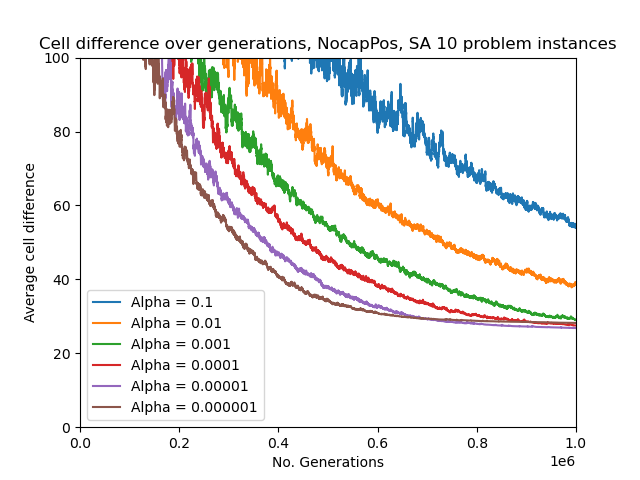 Cell difference over generations, NocapPos, SA 10 problem instances
100
80
60
40
20
0
Average cell difference
Alpha = 0.1
Alpha = 0.01
Alpha = 0.001
Alpha = 0.0001
Alpha = 0.00001
Alpha = 0.000001
0.0 0.2 0.4 0.6 0.8 1.0
1e6
No. Generations